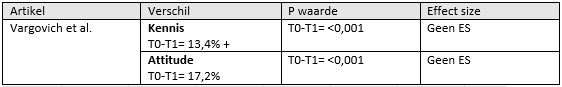 Artikel Verschil P waarde Effect size
Vargovich et al. Kennis T0-T1= <0,001 Geen ES
T0-T1= 13,4% +
Attitude T0-T1= <0,001 Geen ES
T0-T1= 17,2%